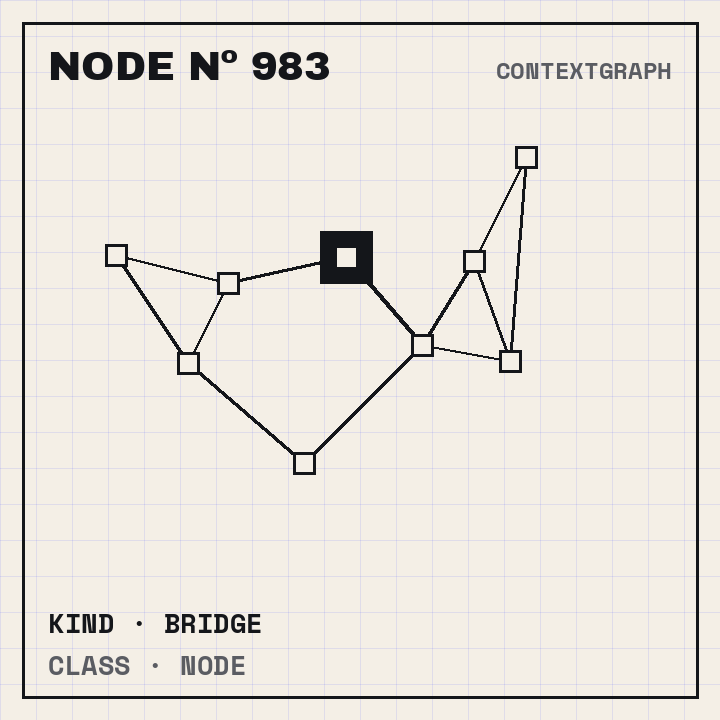 NODE Nº 983
CONTEXTGRAPH
KIND · BRIDGE
CLASS · NODE